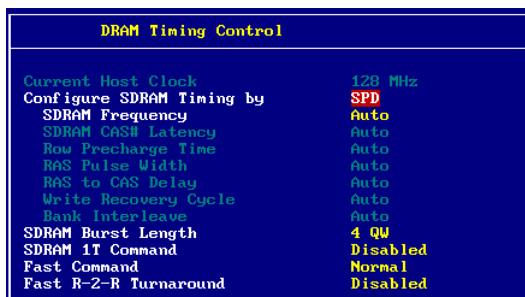 DRAM Timing Control
Current Host Clock 128 MHz
Configure SDRAM Timing by SPD
SDRAM Frequency Auto
SDRAM CAS# Latency Auto
Row Precharge Time Auto
RAS Pulse Width Auto
RAS to CAS Delay Auto
Write Recovery Cycle Auto
Bank Interleave Auto
SDRAM Burst Length 4 QW
SDRAM 1T Command Disabled
Fast Command Normal
Fast R-2-R Turnaround Disabled